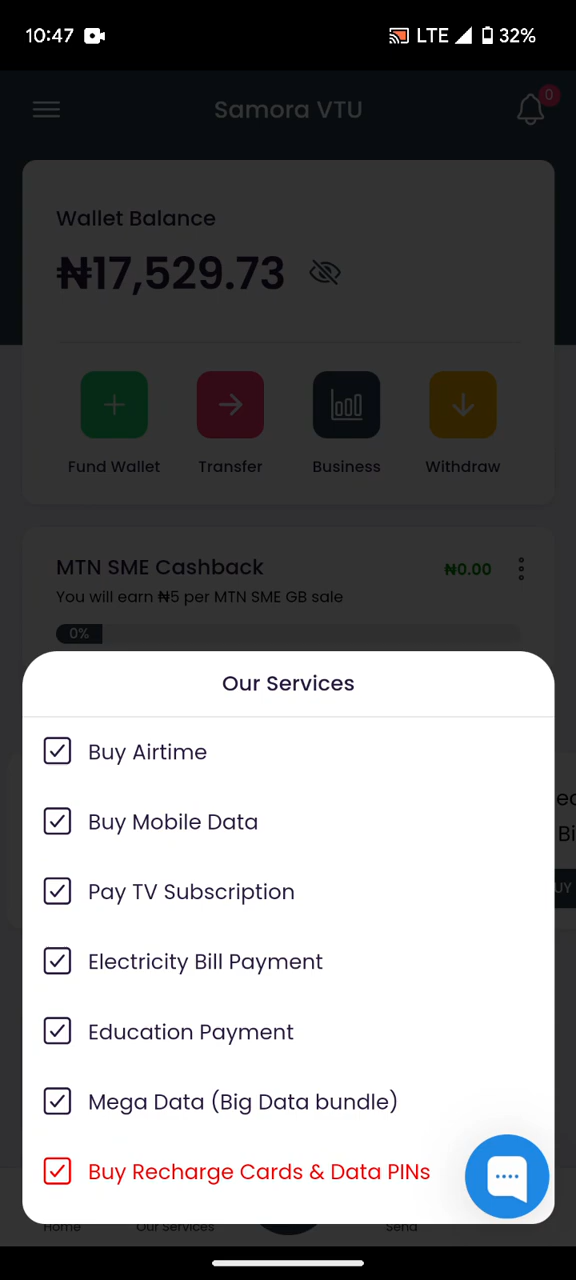 10:47 LTE 32%
Samora VTU 0
Wallet Balance
₦17,529.73
Fund Wallet Transfer Business Withdraw
MTN SME Cashback ₦0.00
You will earn ₦5 per MTN SME GB sale
0%
Our Services
Buy Airtime
Buy Mobile Data
Pay TV Subscription
Electricity Bill Payment
Education Payment
Mega Data (Big Data bundle)
Buy Recharge Cards & Data PINs
Home Our Services Send